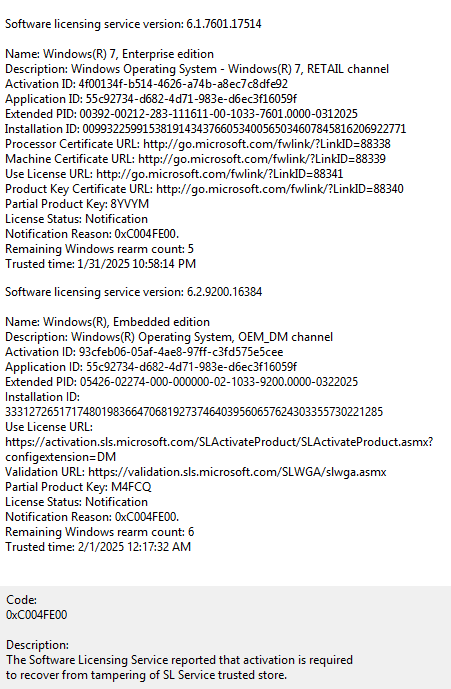 Software licensing service version: 6.1.7601.17514
Name: Windows(R) 7, Enterprise edition
Description: Windows Operating System - Windows(R) 7, RETAIL channel
Activation ID: 4f00134f-b514-4626-a74b-a8ec7c8dfe92
Application ID: 55c92734-d682-4d71-983e-d6ec3f16059f
Extended PID: 00392-00212-283-111611-00-1033-7601.0000-0312025
Installation ID: 009932259915381914343766053400565034607845816206922771
Processor Certificate URL: http://go.microsoft.com/fwlink/?LinkID=88338
Machine Certificate URL: http://go.microsoft.com/fwlink/?LinkID=88339
Use License URL: http://go.microsoft.com/fwlink/?LinkID=88341
Product Key Certificate URL: http://go.microsoft.com/fwlink/?LinkID=88340
Partial Product Key: 8YVYM
License Status: Notification
Notification Reason: 0xC004FE00.
Remaining Windows rearm count: 5
Trusted time: 1/31/2025 10:58:14 PM
Software licensing service version: 6.2.9200.16384
Name: Windows(R), Embedded edition
Description: Windows(R) Operating System, OEM_DM channel
Activation ID: 93cfeb06-05af-4ae8-97ff-c3fd575e5cee
Application ID: 55c92734-d682-4d71-983e-d6ec3f16059f
Extended PID: 05426-02274-000-000000-02-1033-9200.0000-0322025
Installation ID:
333127265171748019836647068192737464039560657624303355730221285
Use License URL:
https://activation.sls.microsoft.com/SLActivateProduct/SLActivateProduct.asmx?
configextension=DM
Validation URL: https://validation.sls.microsoft.com/SLWGA/slwga.asmx
Partial Product Key: M4FCQ
License Status: Notification
Notification Reason: 0xC004FE00.
Remaining Windows rearm count: 6
Trusted time: 2/1/2025 12:17:32 AM
Code:
0xC004FE00
Description:
The Software Licensing Service reported that activation is required
to recover from tampering of SL Service trusted store.